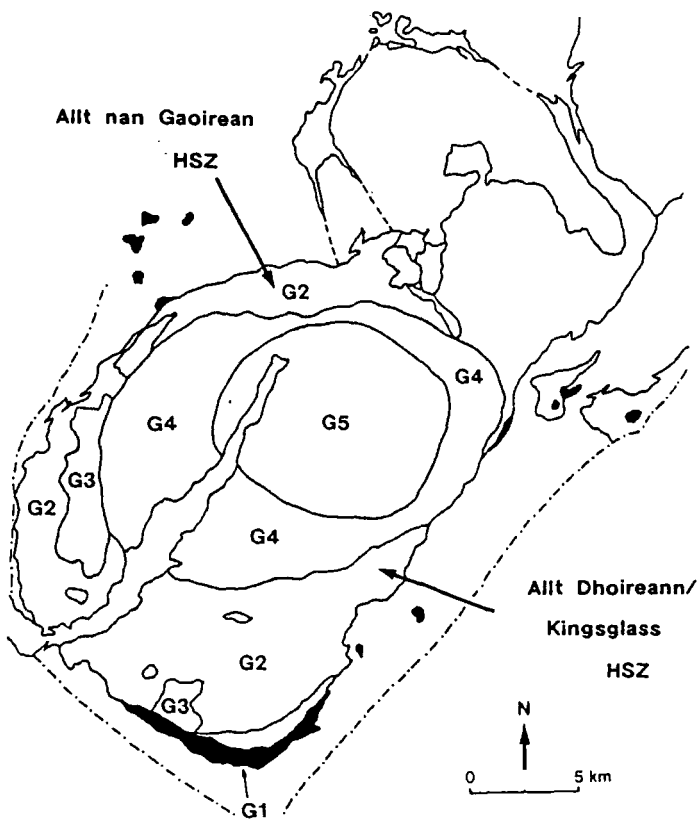 Allt nan Gaoirean
HSZ
G2
G4
G4
G5
G3
G2
G4
Allt Dhoireann/
Kingsglass
HSZ
G2
G3
N
0 5 km
G1